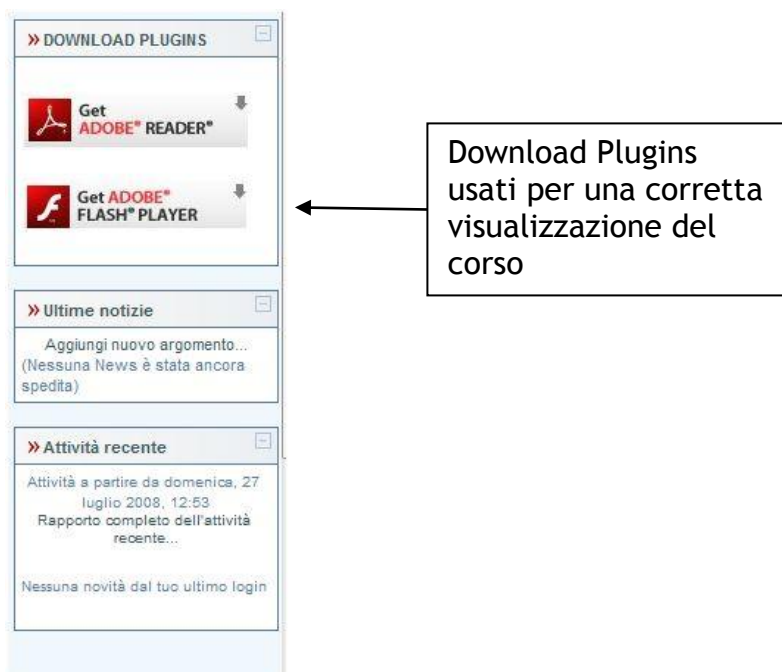 » DOWNLOAD PLUGINS
Get
ADOBE® READER®
Get ADOBE®
FLASH® PLAYER
Download Plugins
usati per una corretta
visualizzazione del
corso
» Ultime notizie
Aggiungi nuovo argomento...
(Nessuna News è stata ancora
spedita)
» Attività recente
Attività a partire da domenica, 27
luglio 2008, 12:53
Rapporto completo dell'attività
recente...
Nessuna novità dal tuo ultimo login